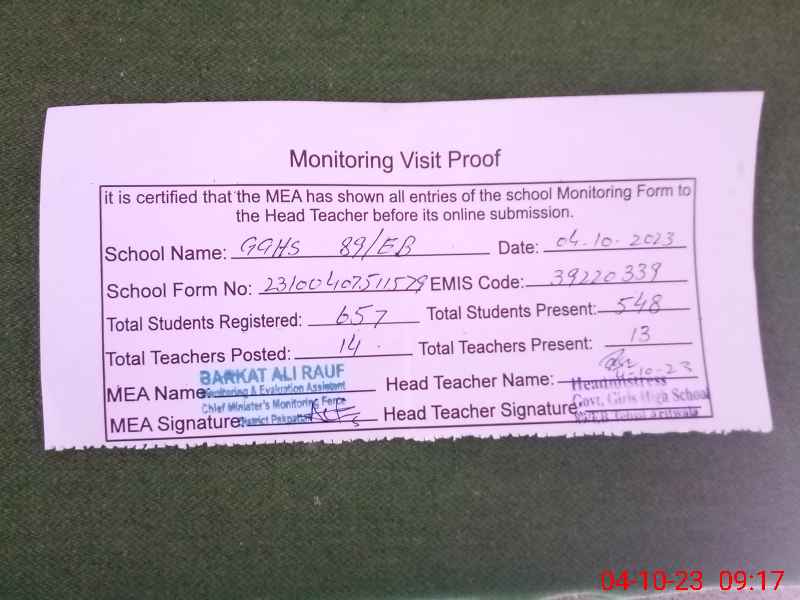 Monitoring Visit Proof
it is certified that the MEA has shown all entries of the school Monitoring Form to
the Head Teacher before its online submission.
School Name: GGHS 89/EB Date: 04.10.2023
School Form No: 23100407511579 EMIS Code: 39220339
Total Students Registered: 657 Total Students Present: 548
Total Teachers Posted: 14 Total Teachers Present: 13
BARKAT ALI RAUF
4-10-23
MEA Name: Head Teacher Name:
Monitoring & Evaluation Assistant Headmistress
Chief Minister's Monitoring Force Govt. Girls High School
MEA Signature: District Pakpattan Head Teacher Signature:
04-10-23 09:17